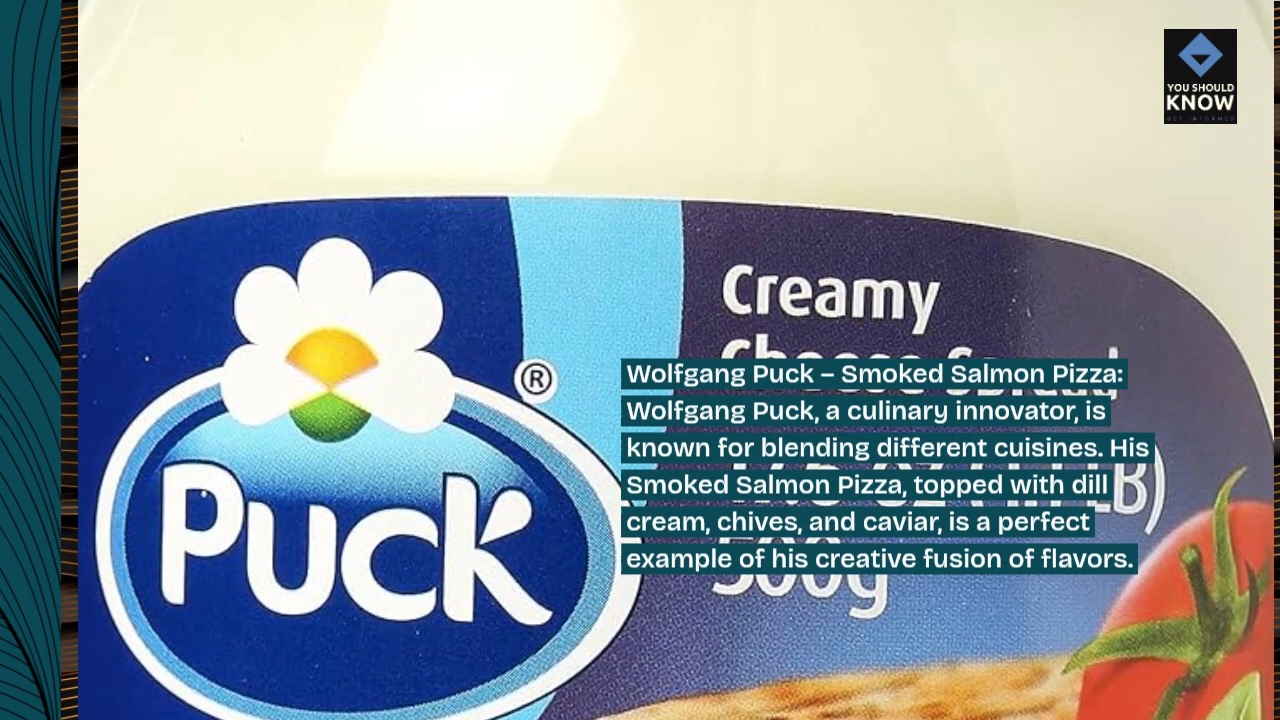 YOU SHOULD
KNOW
GET INFORMED
Creamy
Puck
®
Wolfgang Puck – Smoked Salmon Pizza:
Wolfgang Puck, a culinary innovator, is
known for blending different cuisines. His
Smoked Salmon Pizza, topped with dill
cream, chives, and caviar, is a perfect
example of his creative fusion of flavors.
500g